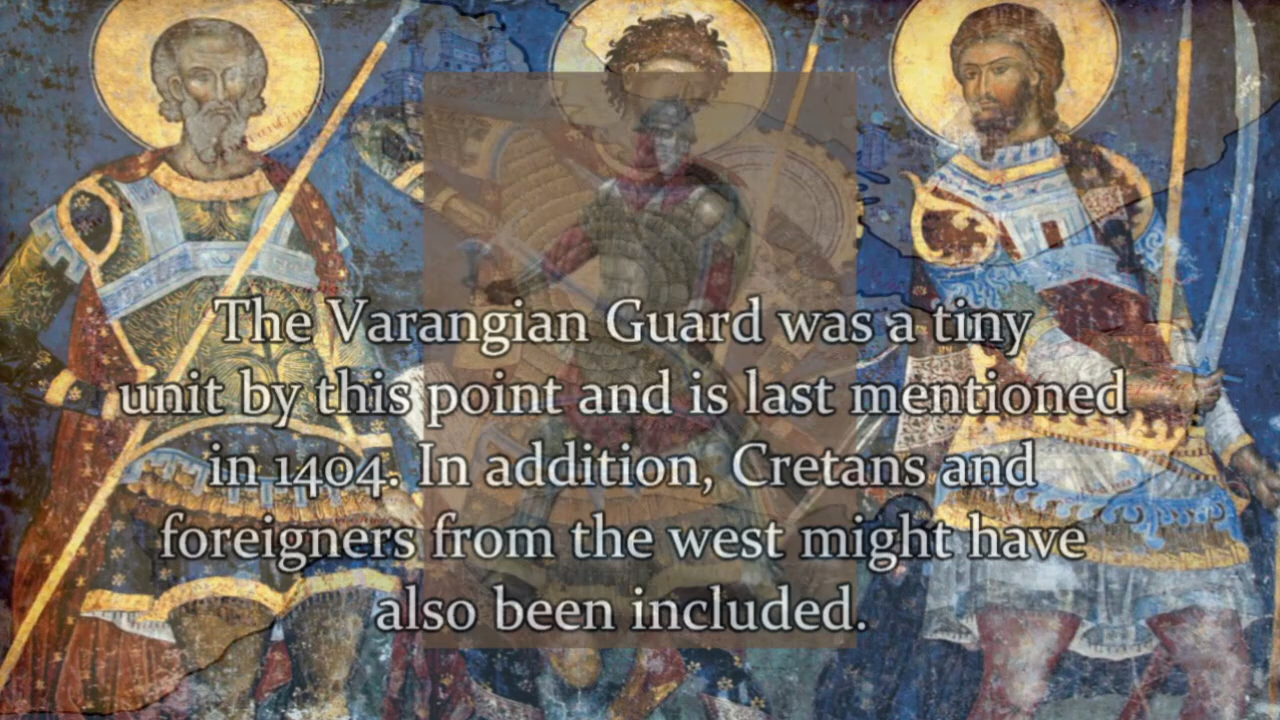 The Varangian Guard was a tiny
unit by this point and is last mentioned
in 1404. In addition, Cretans and
foreigners from the west might have
also been included.